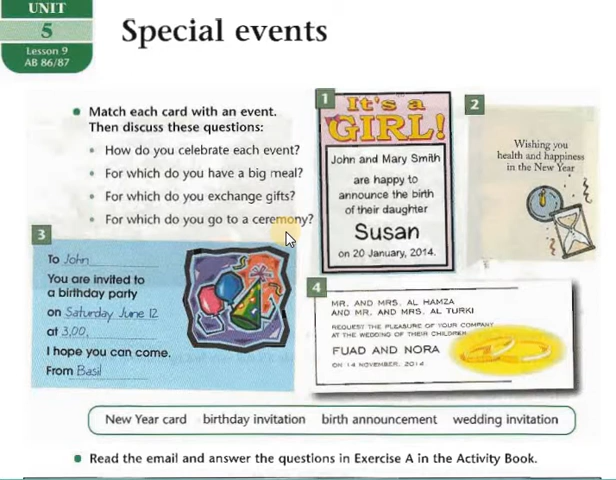 UNIT
5
Lesson 9
AB 86/87
Special events
• Match each card with an event.
Then discuss these questions:
• How do you celebrate each event?
• For which do you have a big meal?
• For which do you exchange gifts?
• For which do you go to a ceremony?
1
It's a
GIRL!
John and Mary Smith
are happy to
announce the birth
of their daughter
Susan
on 20 January, 2014.
2
Wishing you
health and happiness
in the New Year
3
To John
You are invited to
a birthday party
on Saturday June 12
at 3.00.
I hope you can come.
From Basil
4
MR. AND MRS. AL HAMZA
AND MR. AND MRS. AL TURKI
REQUEST THE PLEASURE OF YOUR COMPANY
AT THE WEDDING OF THEIR CHILDREN
FUAD AND NORA
ON 14 NOVEMBER, 2014.
New Year card birthday invitation birth announcement wedding invitation
• Read the email and answer the questions in Exercise A in the Activity Book.